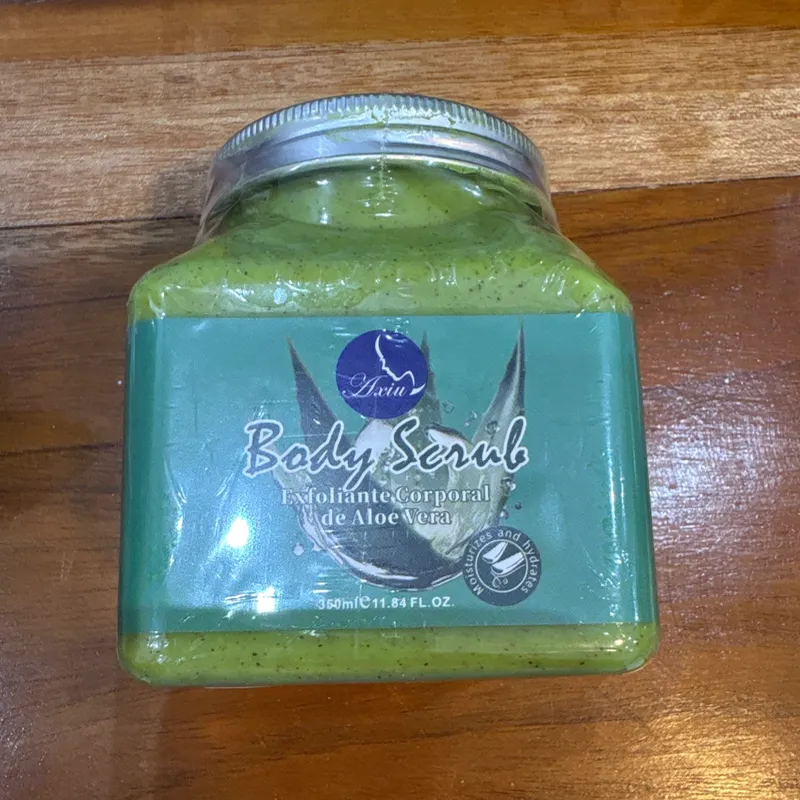 Axiu
Body Scrub
Exfoliante Corporal
de Aloe Vera
Moisturizes and hydrates
350ml℮11.84 FL.OZ.